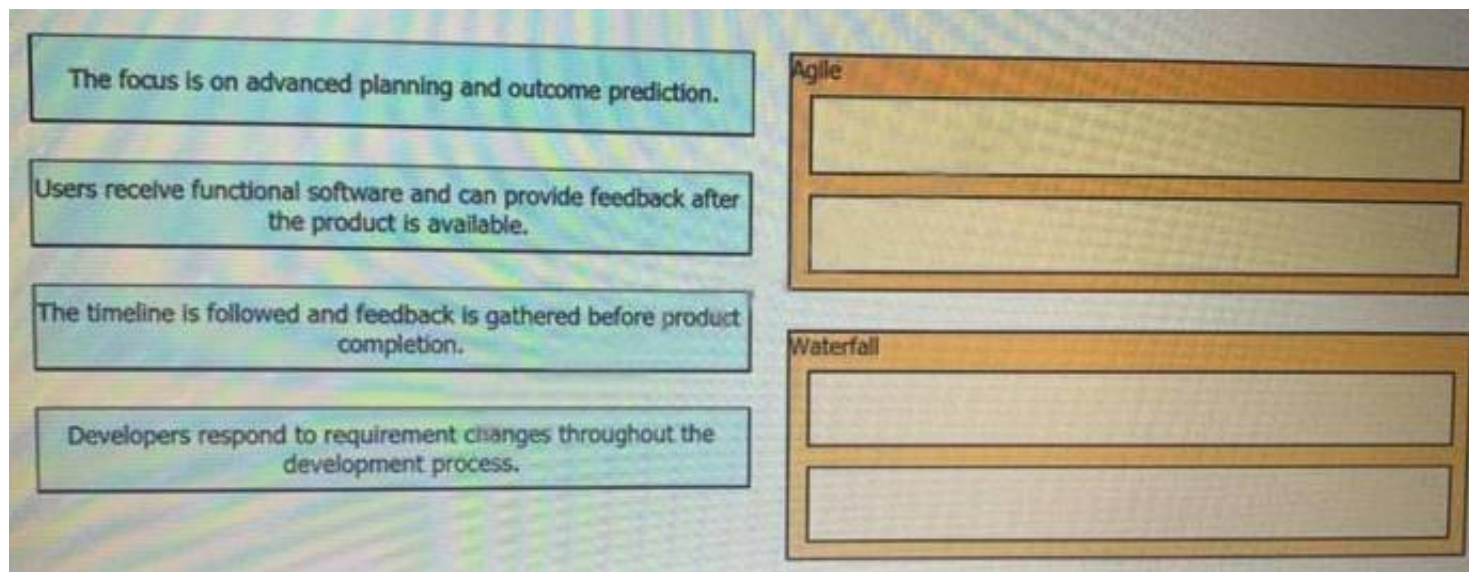 The focus is on advanced planning and outcome prediction.
Users receive functional software and can provide feedback after
the product is available.
The timeline is followed and feedback is gathered before product
completion.
Developers respond to requirement changes throughout the
development process.
Agile
Waterfall